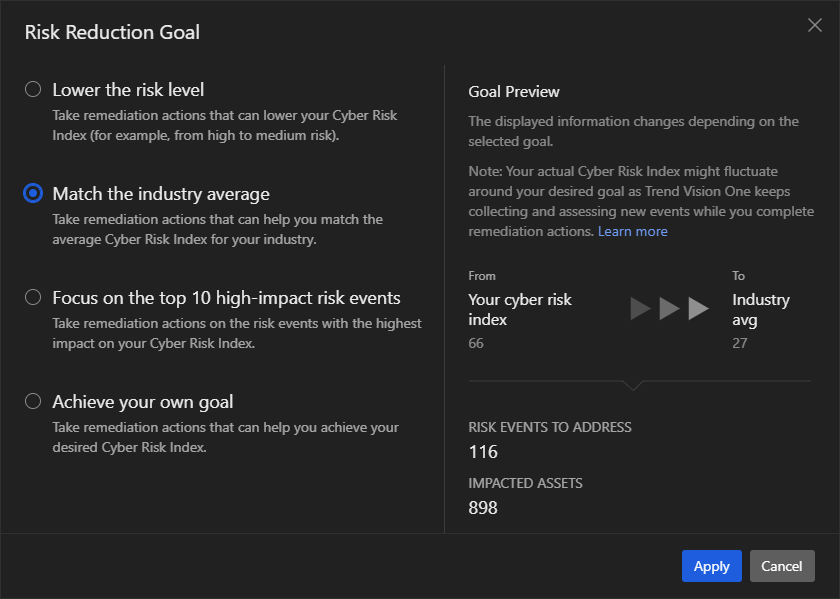 Risk Reduction Goal
Lower the risk level
Take remediation actions that can lower your Cyber Risk
Index (for example, from high to medium risk).
Match the industry average
Take remediation actions that can help you match the
average Cyber Risk Index for your industry.
Focus on the top 10 high-impact risk events
Take remediation actions on the risk events with the highest
impact on your Cyber Risk Index.
Achieve your own goal
Take remediation actions that can help you achieve your
desired Cyber Risk Index.
Goal Preview
The displayed information changes depending on the
selected goal.
Note: Your actual Cyber Risk Index might fluctuate
around your desired goal as Trend Vision One keeps
collecting and assessing new events while you complete
remediation actions. Learn more
From
Your cyber risk
index
66
To
Industry
avg
27
RISK EVENTS TO ADDRESS
116
IMPACTED ASSETS
898
Apply
Cancel